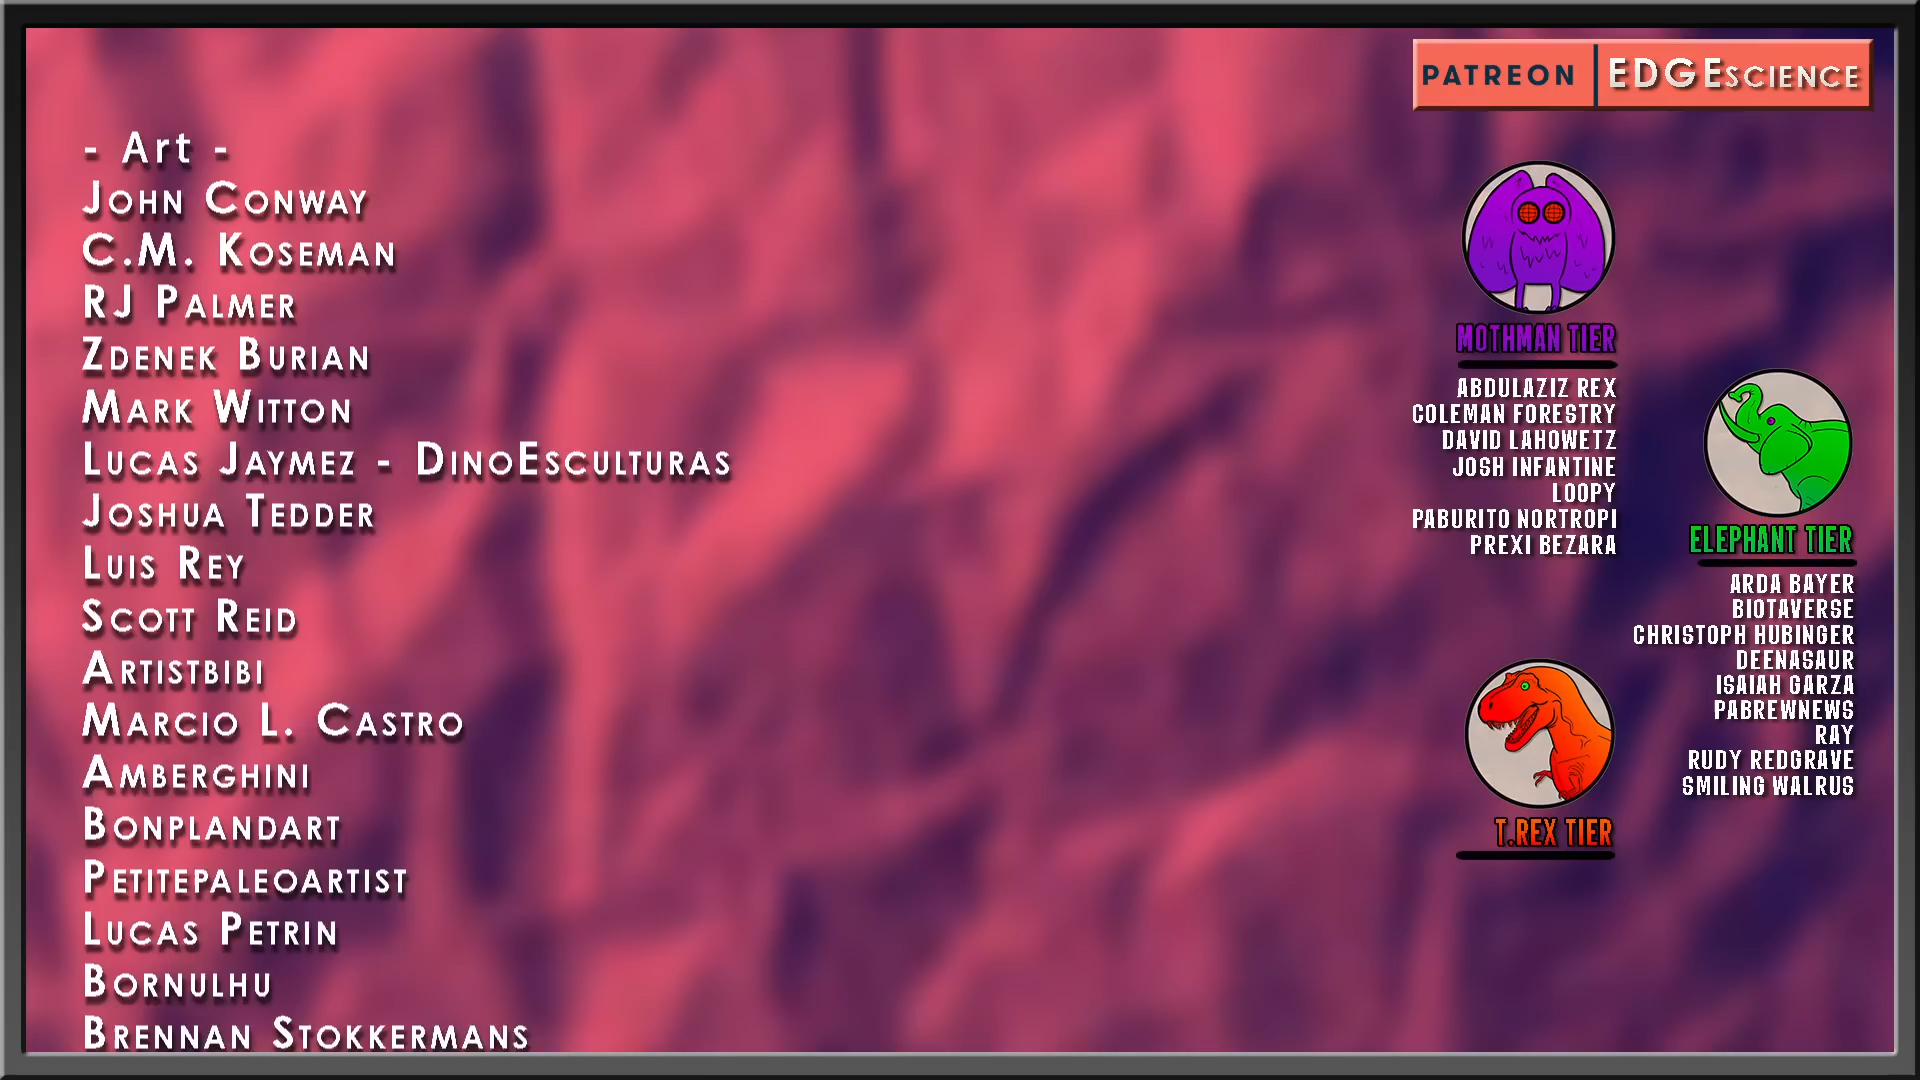 - Art -
John Conway
C.M. Koseman
RJ Palmer
Zdenek Burian
Mark Witton
Lucas Jaymez - DinoEsculturas
Joshua Tedder
Luis Rey
Scott Reid
Artistbibi
Marcio L. Castro
Amberghini
Bonplandart
Petitepaleoartist
Lucas Petrin
Bornulhu
Brennan Stokkermans
PATREON EDGESCIENCE
MOTHMAN TIER
ABDULAZIZ REX
COLEMAN FORESTRY
DAVID LAHOWETZ
JOSH INFANTINE
LOOPY
PABURITO NORTROPI
PREXI BEZARA
ELEPHANT TIER
ARDA BAYER
BIOTAVERSE
CHRISTOPH HUBINGER
DEENASAUR
ISAIAH GARZA
PABREWNEWS
RAY
RUDY REDGRAVE
SMILING WALRUS
T.REX TIER